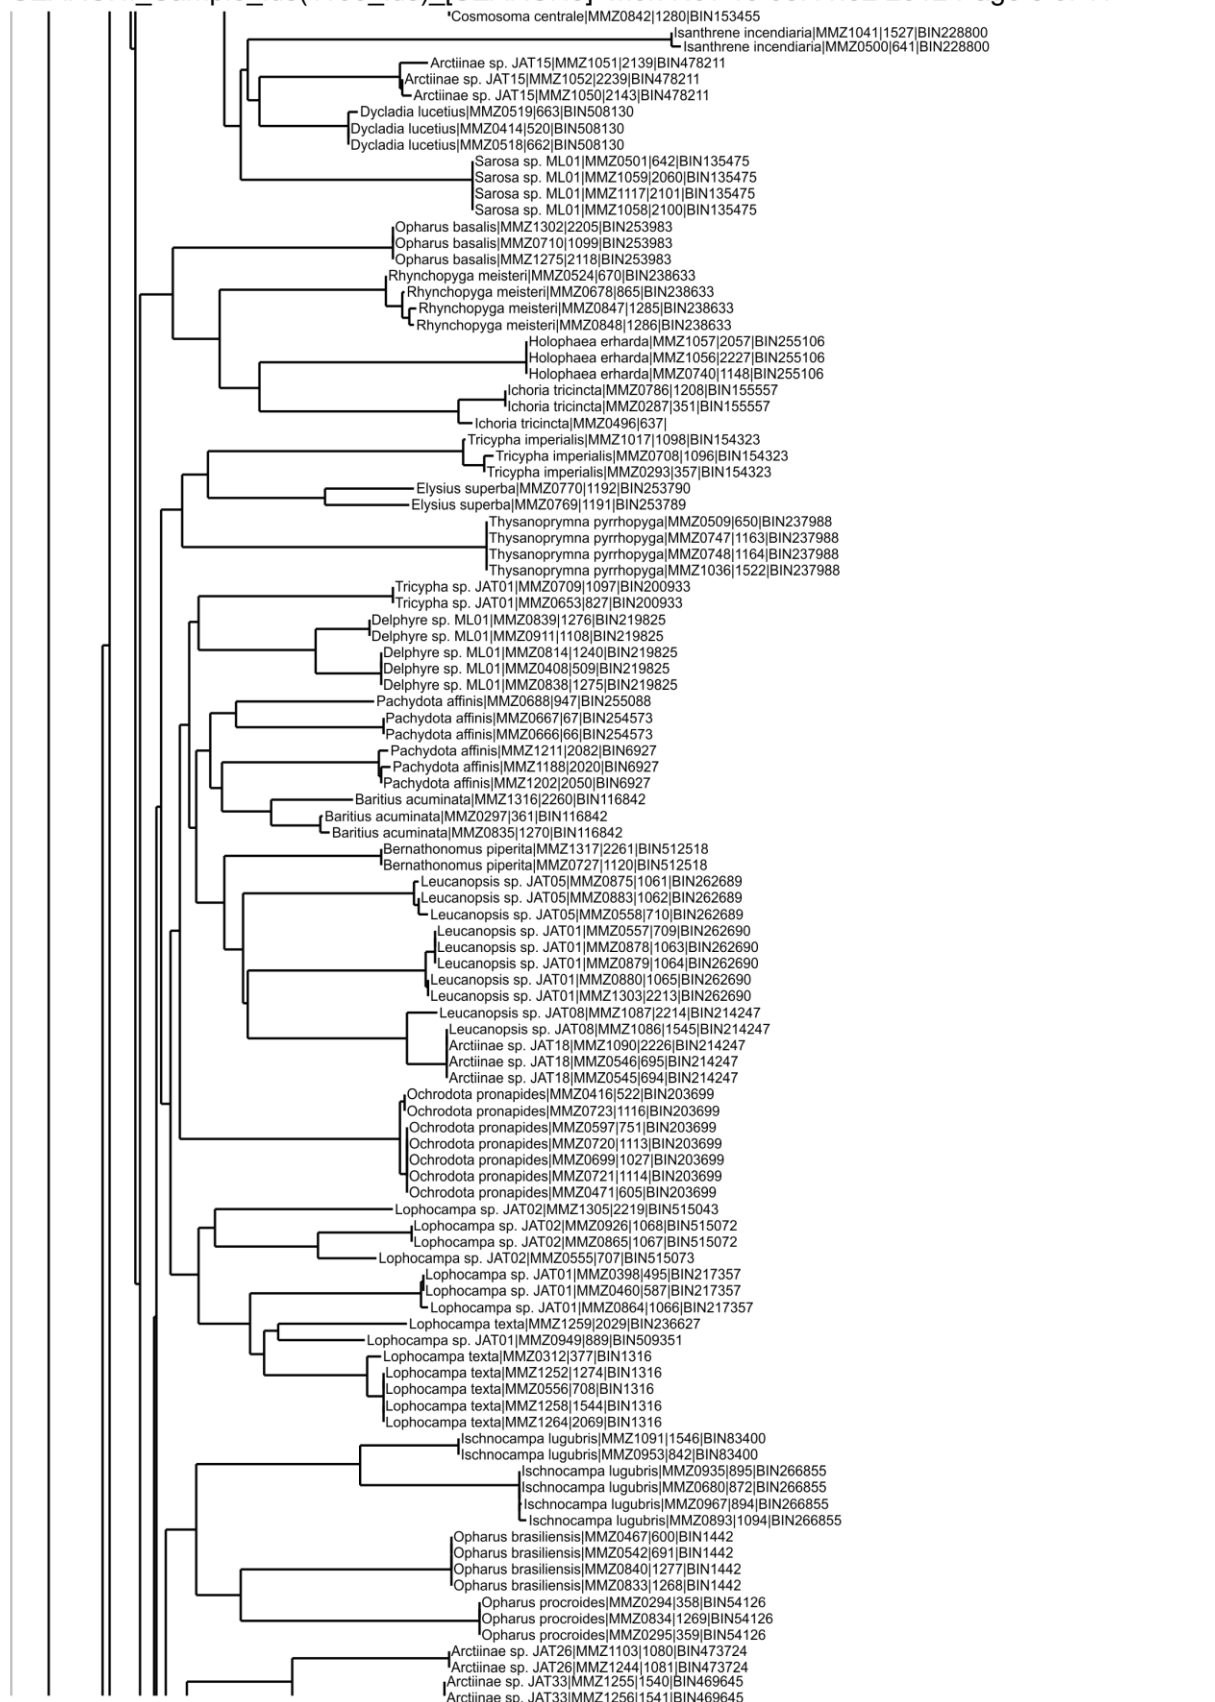 Cosmosoma centrale|MMZ0842|1280|BIN153455
Isanthrene incendiaria|MMZ1041|1527|BIN228800
Isanthrene incendiaria|MMZ0500|641|BIN228800
Arctiinae sp. JAT15|MMZ1051|2139|BIN478211
Arctiinae sp. JAT15|MMZ1052|2239|BIN478211
Arctiinae sp. JAT15|MMZ1050|2143|BIN478211
Dycladia lucetius|MMZ0519|663|BIN508130
Dycladia lucetius|MMZ0414|520|BIN508130
Dycladia lucetius|MMZ0518|662|BIN508130
Sarosa sp. ML01|MMZ0501|642|BIN135475
Sarosa sp. ML01|MMZ1059|2060|BIN135475
Sarosa sp. ML01|MMZ1117|2101|BIN135475
Sarosa sp. ML01|MMZ1058|2100|BIN135475
Opharus basalis|MMZ1302|2205|BIN253983
Opharus basalis|MMZ0710|1099|BIN253983
Opharus basalis|MMZ1275|2118|BIN253983
Rhynchopyga meisteri|MMZ0524|670|BIN238633
Rhynchopyga meisteri|MMZ0678|865|BIN238633
Rhynchopyga meisteri|MMZ0847|1285|BIN238633
Rhynchopyga meisteri|MMZ0848|1286|BIN238633
Holophaea erharda|MMZ1057|2057|BIN255106
Holophaea erharda|MMZ1056|2227|BIN255106
Holophaea erharda|MMZ0740|1148|BIN255106
Ichoria tricincta|MMZ0786|1208|BIN155557
Ichoria tricincta|MMZ0287|351|BIN155557
Ichoria tricincta|MMZ0496|637|
Tricypha imperialis|MMZ1017|1098|BIN154323
Tricypha imperialis|MMZ0708|1096|BIN154323
Tricypha imperialis|MMZ0293|357|BIN154323
Elysius superba|MMZ0770|1192|BIN253790
Elysius superba|MMZ0769|1191|BIN253789
Thysanoprymna pyrrhopyga|MMZ0509|650|BIN237988
Thysanoprymna pyrrhopyga|MMZ0747|1163|BIN237988
Thysanoprymna pyrrhopyga|MMZ0748|1164|BIN237988
Thysanoprymna pyrrhopyga|MMZ1036|1522|BIN237988
Tricypha sp. JAT01|MMZ0709|1097|BIN200933
Tricypha sp. JAT01|MMZ0653|827|BIN200933
Delphyre sp. ML01|MMZ0839|1276|BIN219825
Delphyre sp. ML01|MMZ0911|1108|BIN219825
Delphyre sp. ML01|MMZ0814|1240|BIN219825
Delphyre sp. ML01|MMZ0408|509|BIN219825
Delphyre sp. ML01|MMZ0838|1275|BIN219825
Pachydota affinis|MMZ0688|947|BIN255088
Pachydota affinis|MMZ0667|67|BIN254573
Pachydota affinis|MMZ0666|66|BIN254573
Pachydota affinis|MMZ1211|2082|BIN6927
Pachydota affinis|MMZ1188|2020|BIN6927
Pachydota affinis|MMZ1202|2050|BIN6927
Baritius acuminata|MMZ1316|2260|BIN116842
Baritius acuminata|MMZ0297|361|BIN116842
Baritius acuminata|MMZ0835|1270|BIN116842
Bernathonomus piperita|MMZ1317|2261|BIN512518
Bernathonomus piperita|MMZ0727|1120|BIN512518
Leucanopsis sp. JAT05|MMZ0875|1061|BIN262689
Leucanopsis sp. JAT05|MMZ0883|1062|BIN262689
Leucanopsis sp. JAT05|MMZ0558|710|BIN262689
Leucanopsis sp. JAT01|MMZ0557|709|BIN262690
Leucanopsis sp. JAT01|MMZ0878|1063|BIN262690
Leucanopsis sp. JAT01|MMZ0879|1064|BIN262690
Leucanopsis sp. JAT01|MMZ0880|1065|BIN262690
Leucanopsis sp. JAT01|MMZ1303|2213|BIN262690
Leucanopsis sp. JAT08|MMZ1087|2214|BIN214247
Leucanopsis sp. JAT08|MMZ1086|1545|BIN214247
Arctiinae sp. JAT18|MMZ1090|2226|BIN214247
Arctiinae sp. JAT18|MMZ0546|695|BIN214247
Arctiinae sp. JAT18|MMZ0545|694|BIN214247
Ochrodota pronapides|MMZ0416|522|BIN203699
Ochrodota pronapides|MMZ0723|1116|BIN203699
Ochrodota pronapides|MMZ0597|751|BIN203699
Ochrodota pronapides|MMZ0720|1113|BIN203699
Ochrodota pronapides|MMZ0699|1027|BIN203699
Ochrodota pronapides|MMZ0721|1114|BIN203699
Ochrodota pronapides|MMZ0471|605|BIN203699
Lophocampa sp. JAT02|MMZ1305|2219|BIN515043
Lophocampa sp. JAT02|MMZ0926|1068|BIN515072
Lophocampa sp. JAT02|MMZ0865|1067|BIN515072
Lophocampa sp. JAT02|MMZ0555|707|BIN515073
Lophocampa sp. JAT01|MMZ0398|495|BIN217357
Lophocampa sp. JAT01|MMZ0460|587|BIN217357
Lophocampa sp. JAT01|MMZ0864|1066|BIN217357
Lophocampa texta|MMZ1259|2029|BIN236627
Lophocampa sp. JAT01|MMZ0949|889|BIN509351
Lophocampa texta|MMZ0312|377|BIN1316
Lophocampa texta|MMZ1252|1274|BIN1316
Lophocampa texta|MMZ0556|708|BIN1316
Lophocampa texta|MMZ1258|1544|BIN1316
Lophocampa texta|MMZ1264|2069|BIN1316
Ischnocampa lugubris|MMZ1091|1546|BIN83400
Ischnocampa lugubris|MMZ0953|842|BIN83400
Ischnocampa lugubris|MMZ0935|895|BIN266855
Ischnocampa lugubris|MMZ0680|872|BIN266855
Ischnocampa lugubris|MMZ0967|894|BIN266855
Ischnocampa lugubris|MMZ0893|1094|BIN266855
Opharus brasiliensis|MMZ0467|600|BIN1442
Opharus brasiliensis|MMZ0542|691|BIN1442
Opharus brasiliensis|MMZ0840|1277|BIN1442
Opharus brasiliensis|MMZ0833|1268|BIN1442
Opharus procroides|MMZ0294|358|BIN54126
Opharus procroides|MMZ0834|1269|BIN54126
Opharus procroides|MMZ0295|359|BIN54126
Arctiinae sp. JAT26|MMZ1103|1080|BIN473724
Arctiinae sp. JAT26|MMZ1244|1081|BIN473724
Arctiinae sp. JAT33|MMZ1255|1540|BIN469645
Arctiinae sp. JAT33|MMZ1256|1541|BIN469645